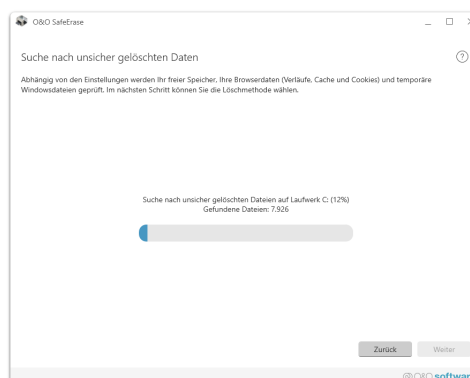 O&O SafeErase
Suche nach unsicher gelöschten Daten
Abhängig von den Einstellungen werden Ihr freier Speicher, Ihre Browserdaten (Verläufe, Cache und Cookies) und temporäre
Windowsdateien geprüft. Im nächsten Schritt können Sie die Löschmethode wählen.
Suche nach unsicher gelöschten Dateien auf Laufwerk C: (12%)
Gefundene Dateien: 7.926
Zurück Weiter
O&O softwar